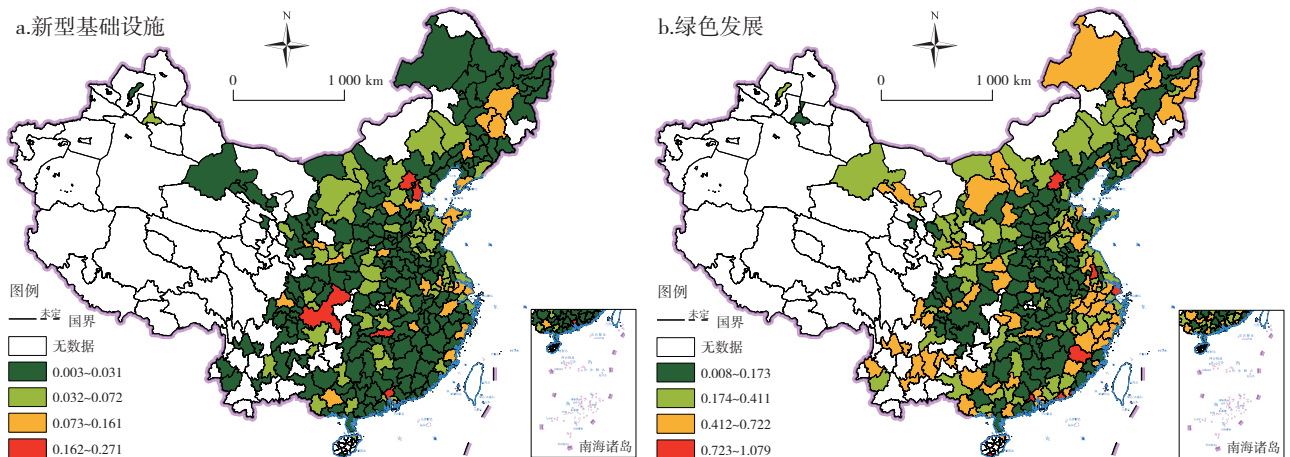 a.新型基础设施
N
0
1 000 km
图例
未定
国界
无数据
0.003~0.031
0.032~0.072
0.073~0.161
0.162~0.271
南海诸岛
b.绿色发展
N
0
1 000 km
图例
未定
国界
无数据
0.008~0.173
0.174~0.411
0.412~0.722
0.723~1.079
南海诸岛